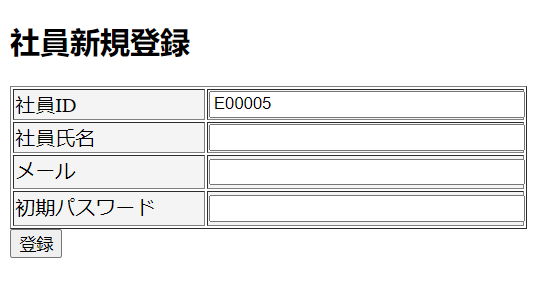 社員新規登録
社員ID E00005
社員氏名
メール
初期パスワード
登録